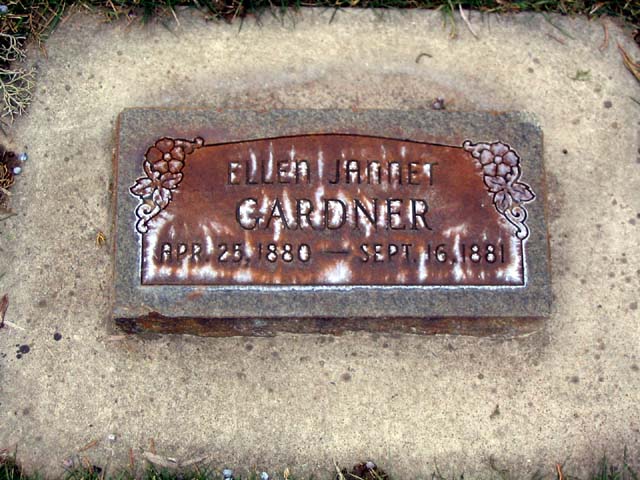 ELLEN JANNET
GARDNER
APR. 25, 1880 — SEPT. 16, 1881